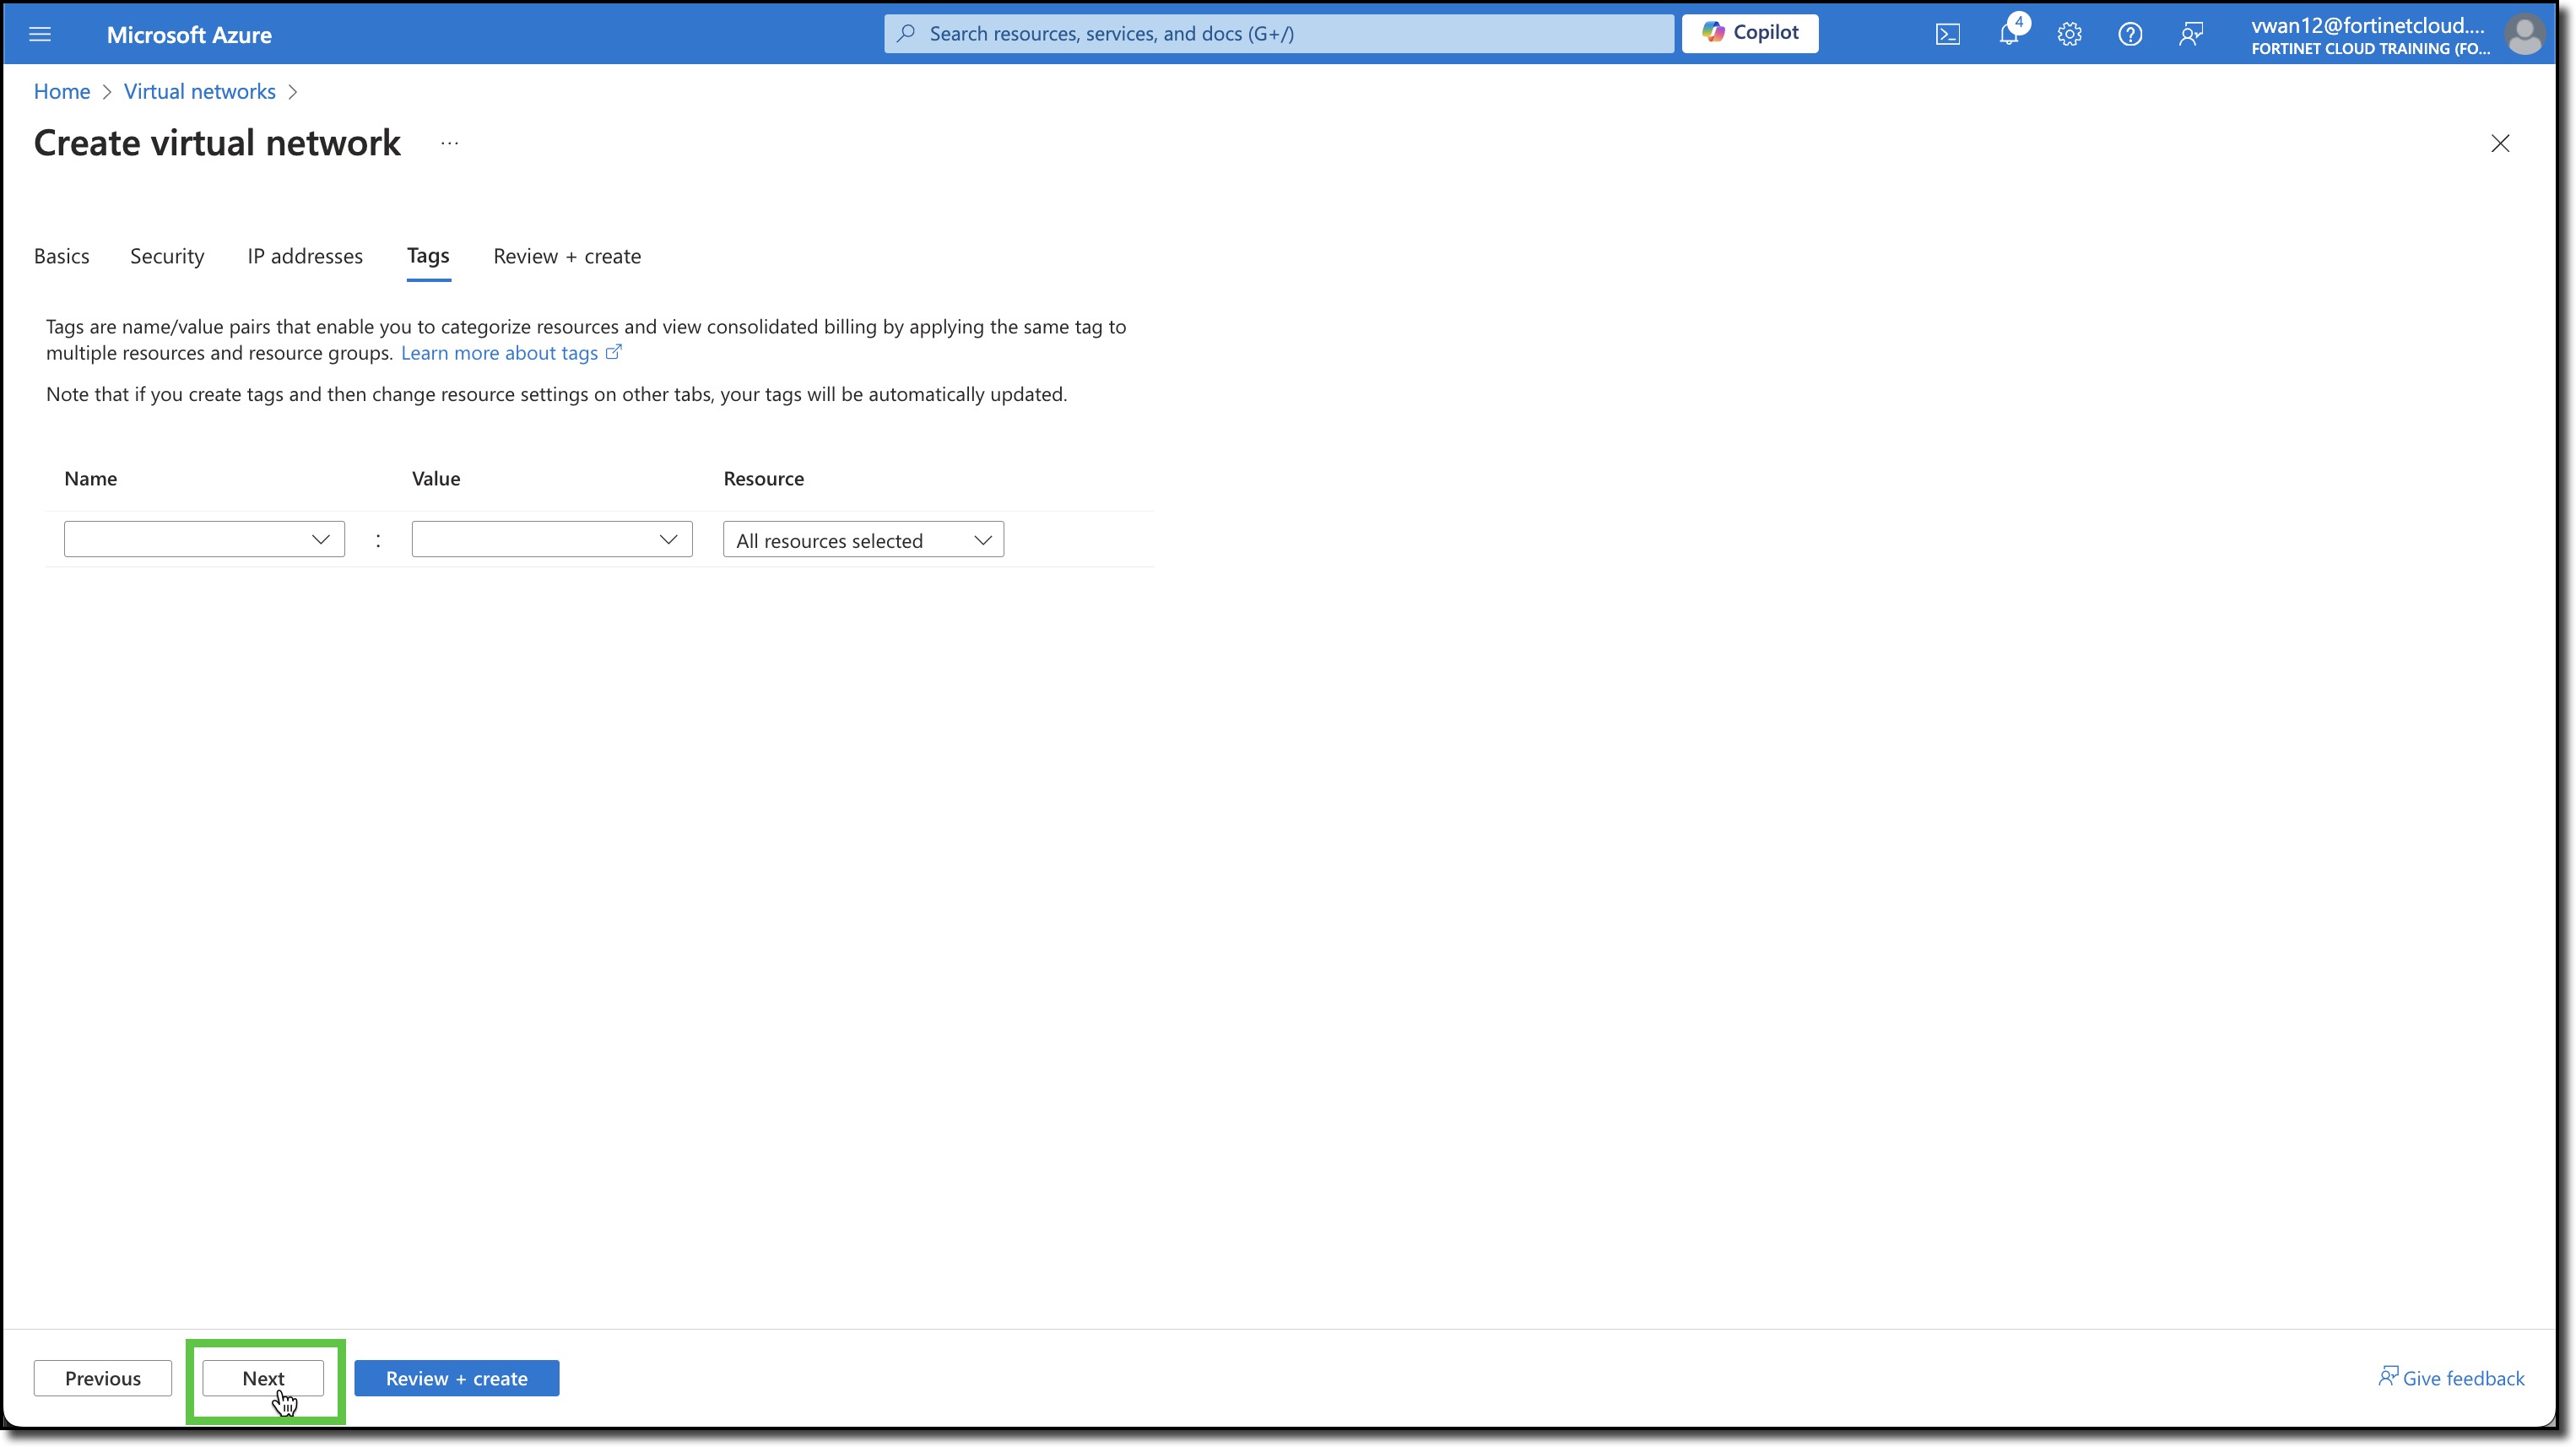 Microsoft Azure
Search resources, services, and docs (G+/)
Copilot
4
vwan12@fortinetcloud....
FORTINET CLOUD TRAINING (FO...
Home > Virtual networks >
Create virtual network ...
Basics Security IP addresses Tags Review + create
Tags are name/value pairs that enable you to categorize resources and view consolidated billing by applying the same tag to
multiple resources and resource groups. Learn more about tags
Note that if you create tags and then change resource settings on other tabs, your tags will be automatically updated.
Name Value Resource
: All resources selected
Previous Next Review + create Give feedback